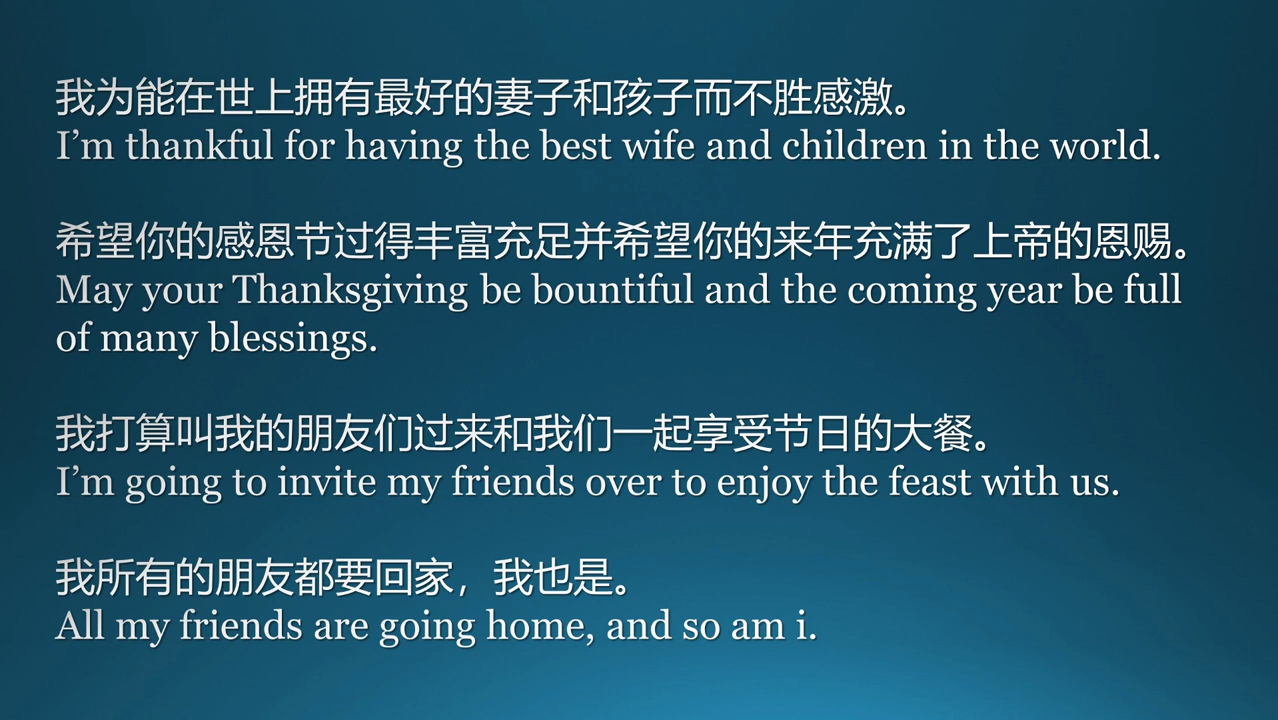 我为能在世上拥有最好的妻子和孩子而不胜感激。
I’m thankful for having the best wife and children in the world.
希望你的感恩节过得丰富充足并希望你的来年充满了上帝的恩赐。
May your Thanksgiving be bountiful and the coming year be full
of many blessings.
我打算叫我的朋友们过来和我们一起享受节日的大餐。
I’m going to invite my friends over to enjoy the feast with us.
我所有的朋友都要回家，我也是。
All my friends are going home, and so am i.